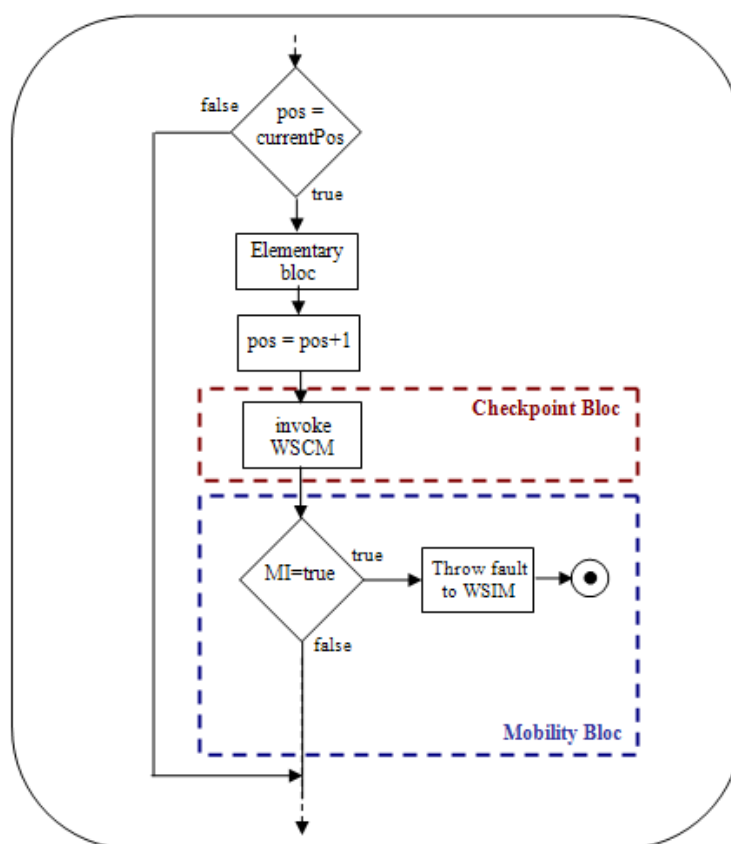 false
pos =
currentPos
true
Elementary
bloc
pos = pos+1
Checkpoint Bloc
invoke
WSCM
MI=true
true
Throw fault
to WSIM
false
Mobility Bloc